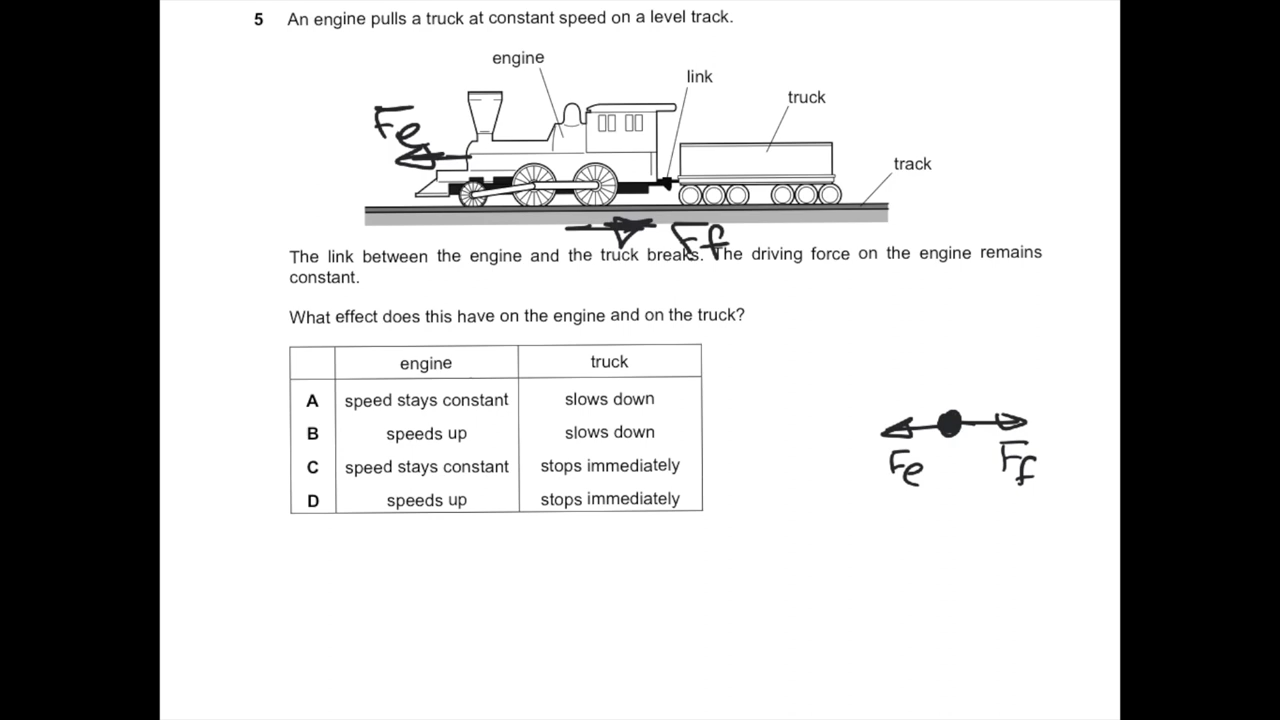 5 An engine pulls a truck at constant speed on a level track.
engine
link
truck
Fe
track
Ff
The link between the engine and the truck breaks. The driving force on the engine remains
constant.
What effect does this have on the engine and on the truck?
engine truck
A speed stays constant slows down
B speeds up slows down
C speed stays constant stops immediately
D speeds up stops immediately
Fe Ff